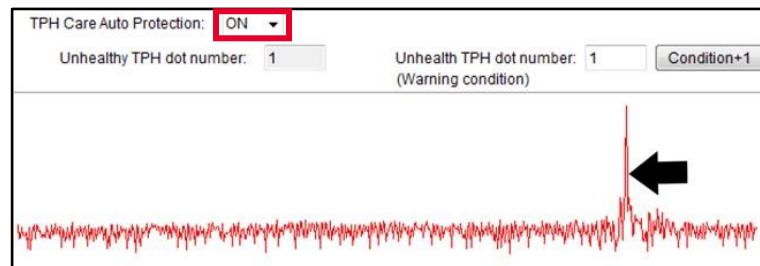 TPH Care Auto Protection: ON
Unhealthy TPH dot number: 1 Unhealth TPH dot number: 1 Condition+1
(Warning condition)